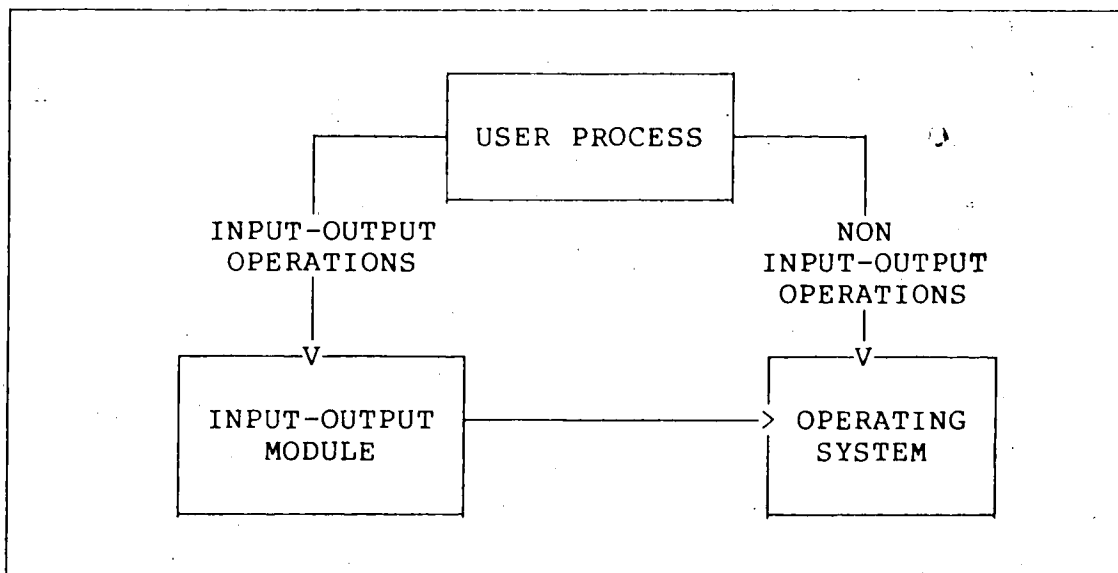 USER PROCESS
INPUT-OUTPUT
OPERATIONS
NON
INPUT-OUTPUT
OPERATIONS
INPUT-OUTPUT
MODULE
OPERATING
SYSTEM